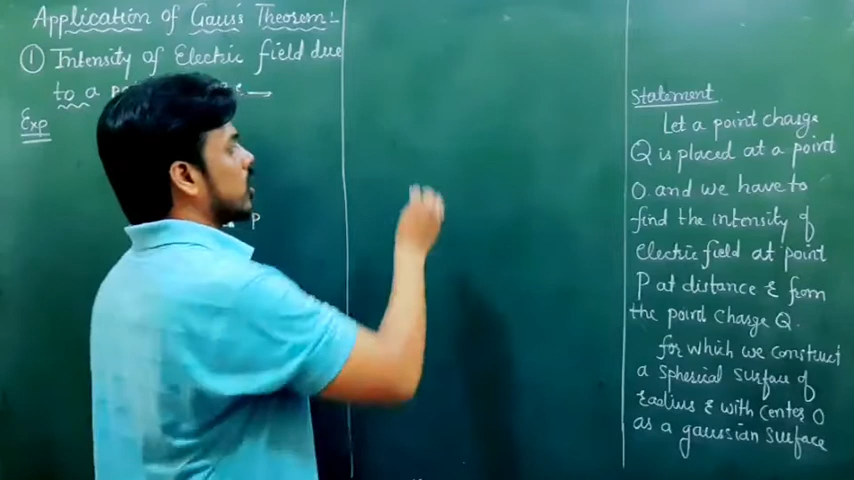 Application of Gauss Theorem :-
① Intensity of Electric field due
to a
Exp
P
Statement
Let a point charge
Q is placed at a point
O and we have to
find the intensity of
electric field at point
P at distance r from
the point charge Q.
for which we construct
a spherical surface of
radius r with center O
as a gaussian surface